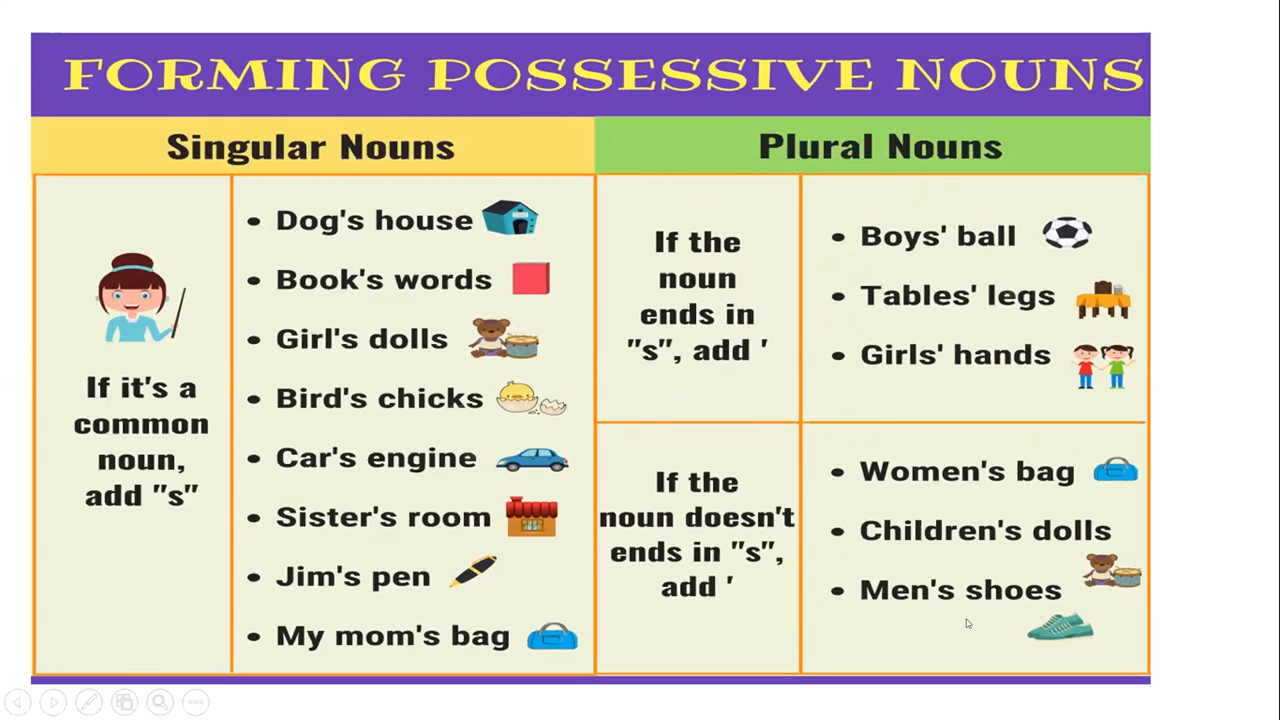 FORMING POSSESSIVE NOUNS
Singular Nouns
Plural Nouns
If it's a
common
noun,
add "s"
• Dog's house
• Book's words
• Girl's dolls
• Bird's chicks
• Car's engine
• Sister's room
• Jim's pen
• My mom's bag
If the
noun
ends in
"s", add '
• Boys' ball
• Tables' legs
• Girls' hands
If the
noun doesn't
ends in "s",
add '
• Women's bag
• Children's dolls
• Men's shoes